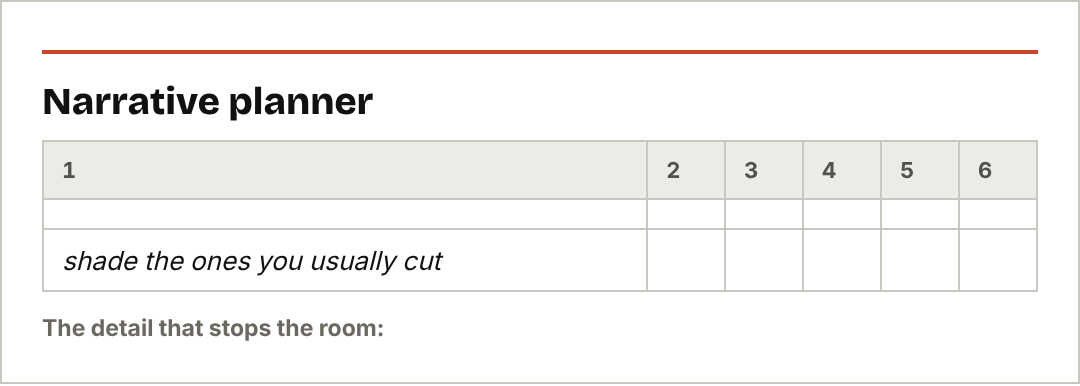 Narrative planner
1 2 3 4 5 6
shade the ones you usually cut
The detail that stops the room: